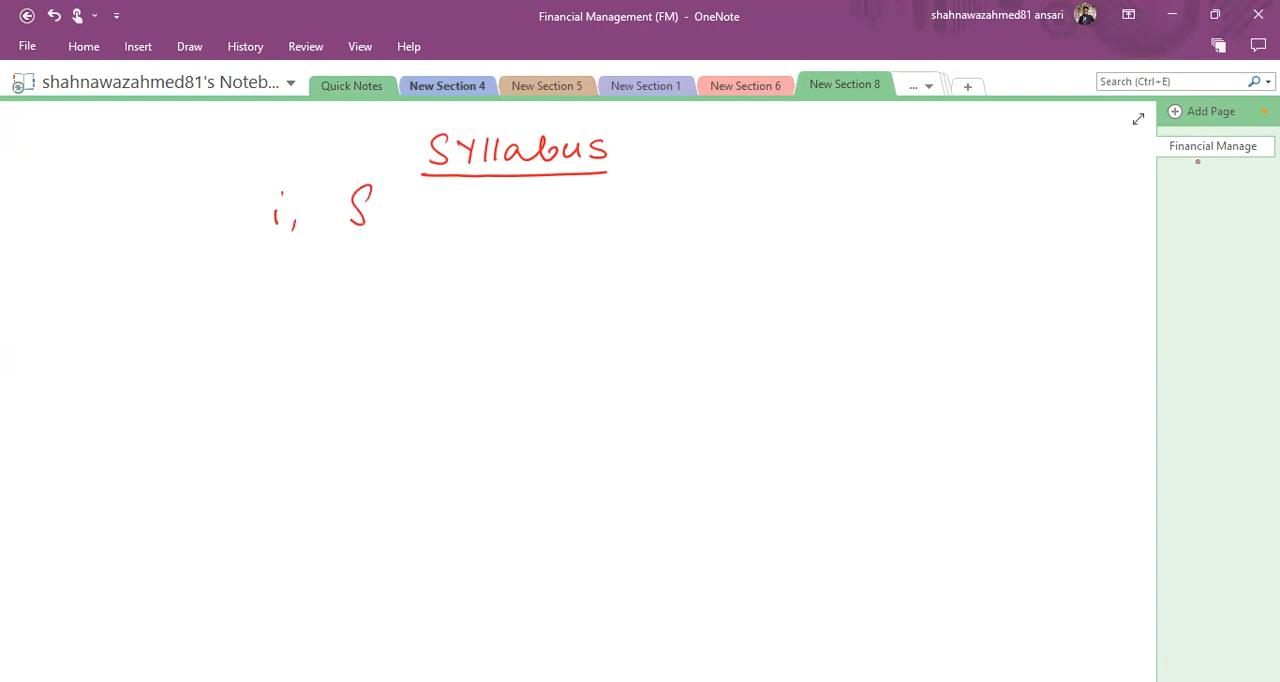 Financial Management (FM) - OneNote
shahnawazahmed81 ansari
File Home Insert Draw History Review View Help
shahnawazahmed81's Noteb...
Quick Notes New Section 4 New Section 5 New Section 1 New Section 6 New Section 8 ... +
Search (Ctrl+E)
Add Page
Financial Manage
Syllabus
i, S